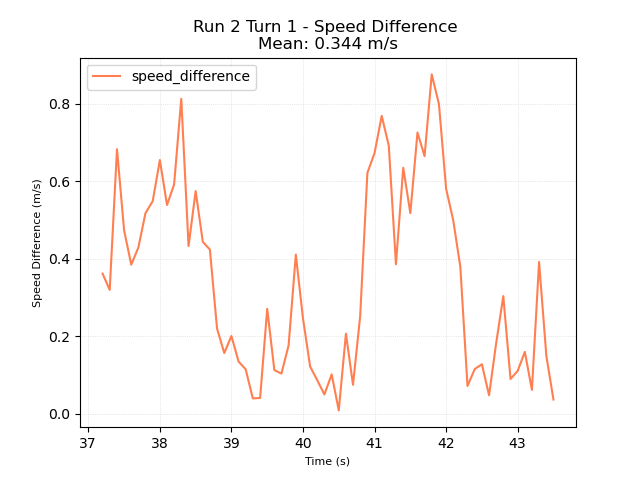 Run 2 Turn 1 - Speed Difference
Mean: 0.344 m/s
speed_difference
Speed Difference (m/s)
0.8
0.6
0.4
0.2
0.0
37 38 39 40 41 42 43
Time (s)